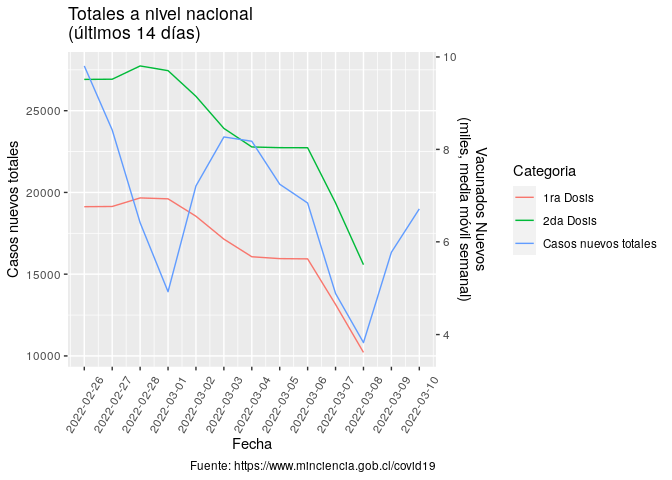 Totales a nivel nacional
(últimos 14 días)
Casos nuevos totales
25000
20000
15000
10000
10
8
6
4
Vacunados Nuevos
(miles, media móvil semanal)
2022-02-26
2022-02-27
2022-02-28
2022-03-01
2022-03-02
2022-03-03
2022-03-04
2022-03-05
2022-03-06
2022-03-07
2022-03-08
2022-03-09
2022-03-10
Fecha
Categoria
1ra Dosis
2da Dosis
Casos nuevos totales
Fuente: https://www.minciencia.gob.cl/covid19